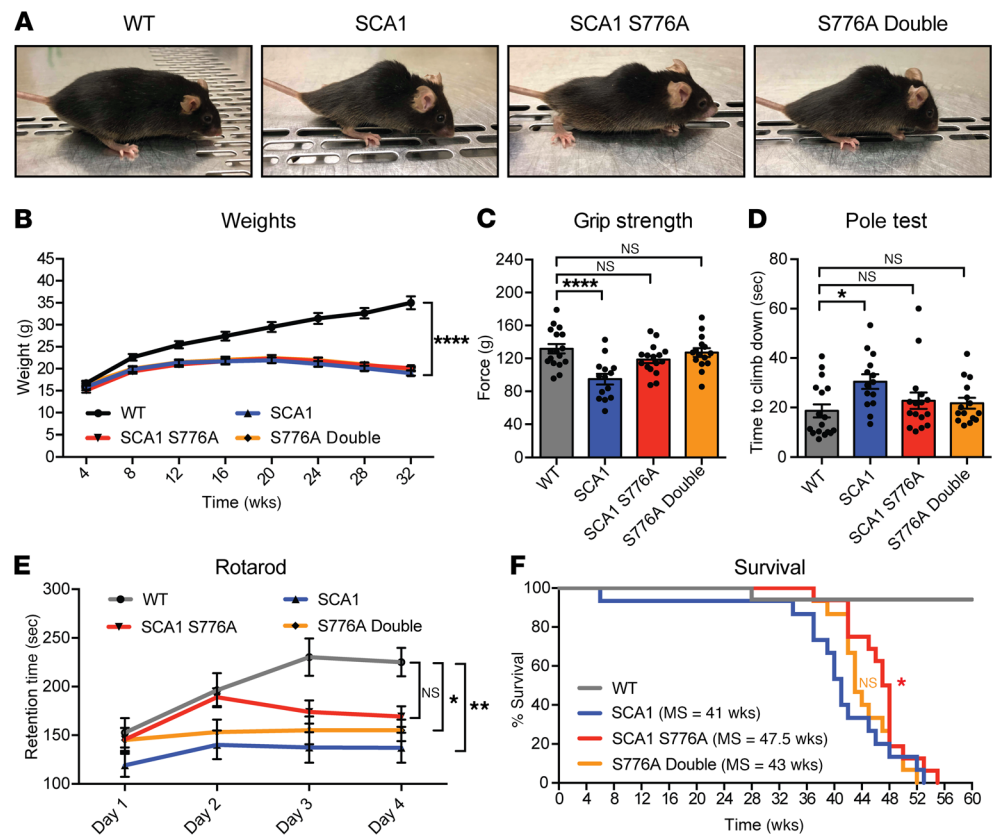 A
WT
SCA1
SCA1 S776A
S776A Double
B
Weights
Weight (g)
45
40
35
30
25
20
15
10
5
0
****
WT
SCA1
SCA1 S776A
S776A Double
4
8
12
16
20
24
28
32
Time (wks)
C
Grip strength
Force (g)
240
200
160
120
80
40
0
NS
NS
****
WT
SCA1
SCA1 S776A
S776A Double
D
Pole test
Time to climb down (sec)
80
60
40
20
0
NS
NS
*
WT
SCA1
SCA1 S776A
S776A Double
E
Rotarod
Retention time (sec)
300
250
200
150
100
WT
SCA1
SCA1 S776A
S776A Double
NS
*
**
Day 1
Day 2
Day 3
Day 4
F
Survival
% Survival
100
80
60
40
20
0
NS
*
WT
SCA1 (MS = 41 wks)
SCA1 S776A (MS = 47.5 wks)
S776A Double (MS = 43 wks)
0
4
8
12
16
20
24
28
32
36
40
44
48
52
56
60
Time (wks)